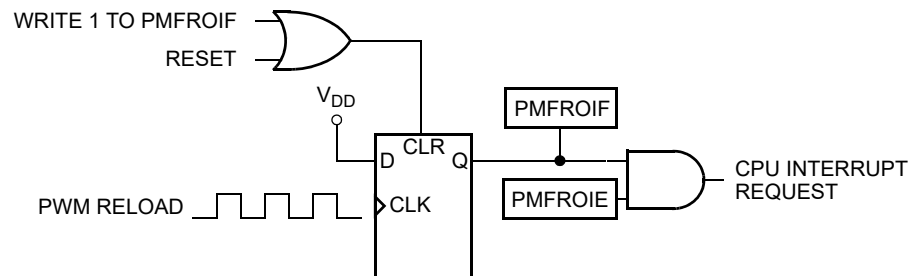 WRITE 1 TO PMFROIF
RESET
VDD
PMFROIF
CLR
D
Q
CPU INTERRUPT
REQUEST
PWM RELOAD
CLK
PMFROIE